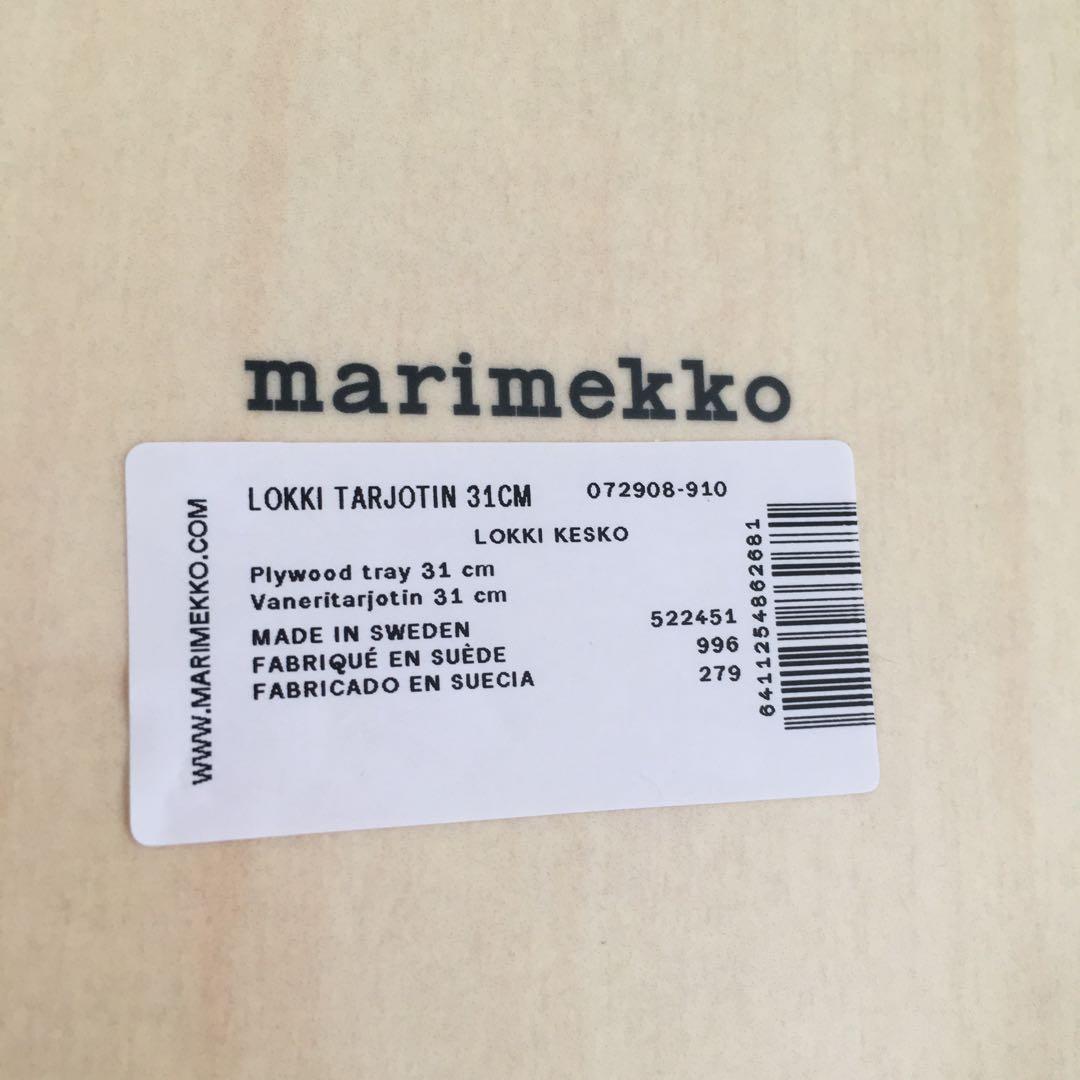 marimekko
WWW.MARIMEKKO.COM
LOKKI TARJOTIN 31CM 072908-910
LOKKI KESKO
Plywood tray 31 cm
Vaneritarjotin 31 cm
MADE IN SWEDEN 522451
FABRIQUÉ EN SUÈDE 996
FABRICADO EN SUECIA 279
6411254862681